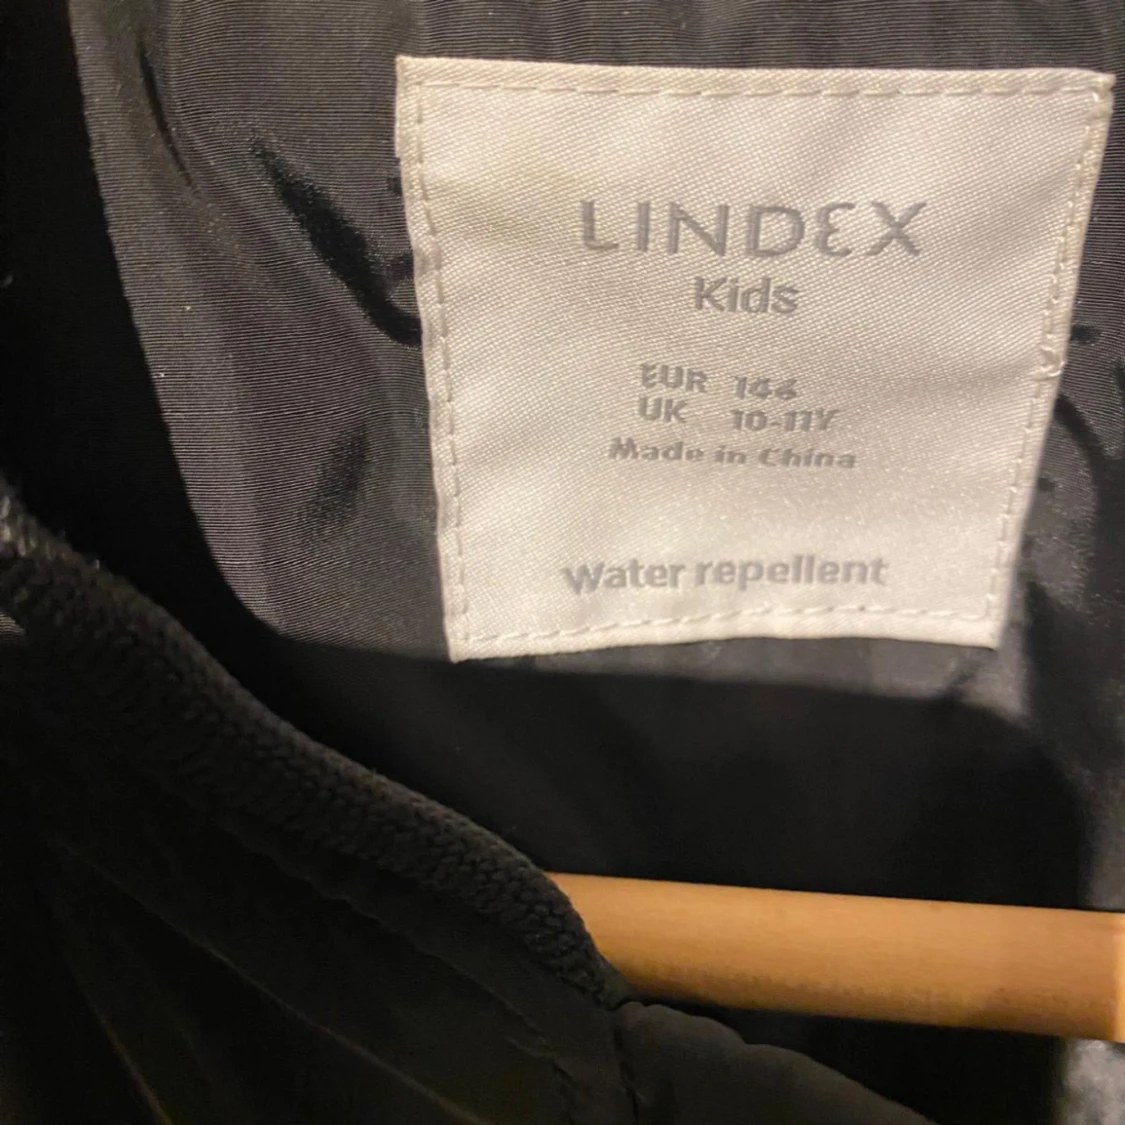 LINDEX
Kids
EUR 146
UK 10-11Y
Made in China
Water repellent